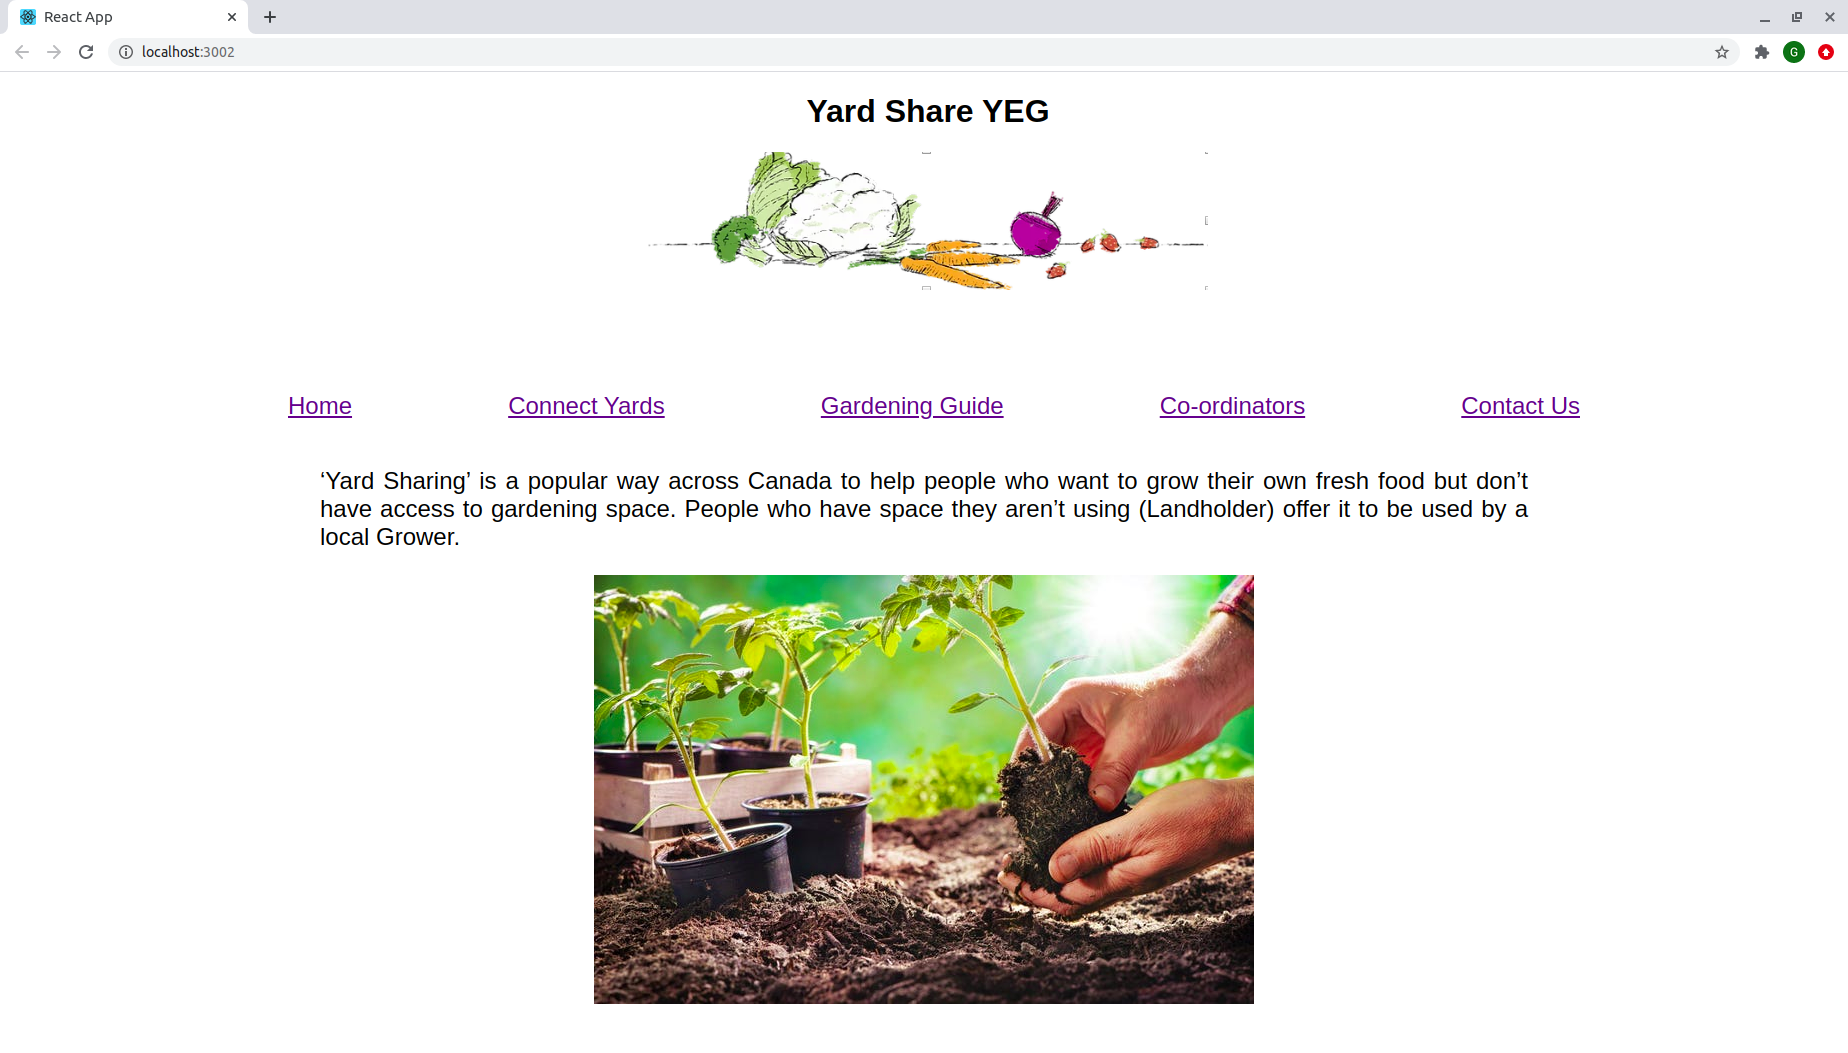 React App
localhost:3002
G
Yard Share YEG
Home Connect Yards Gardening Guide Co-ordinators Contact Us
‘Yard Sharing’ is a popular way across Canada to help people who want to grow their own fresh food but don’t
have access to gardening space. People who have space they aren’t using (Landholder) offer it to be used by a
local Grower.